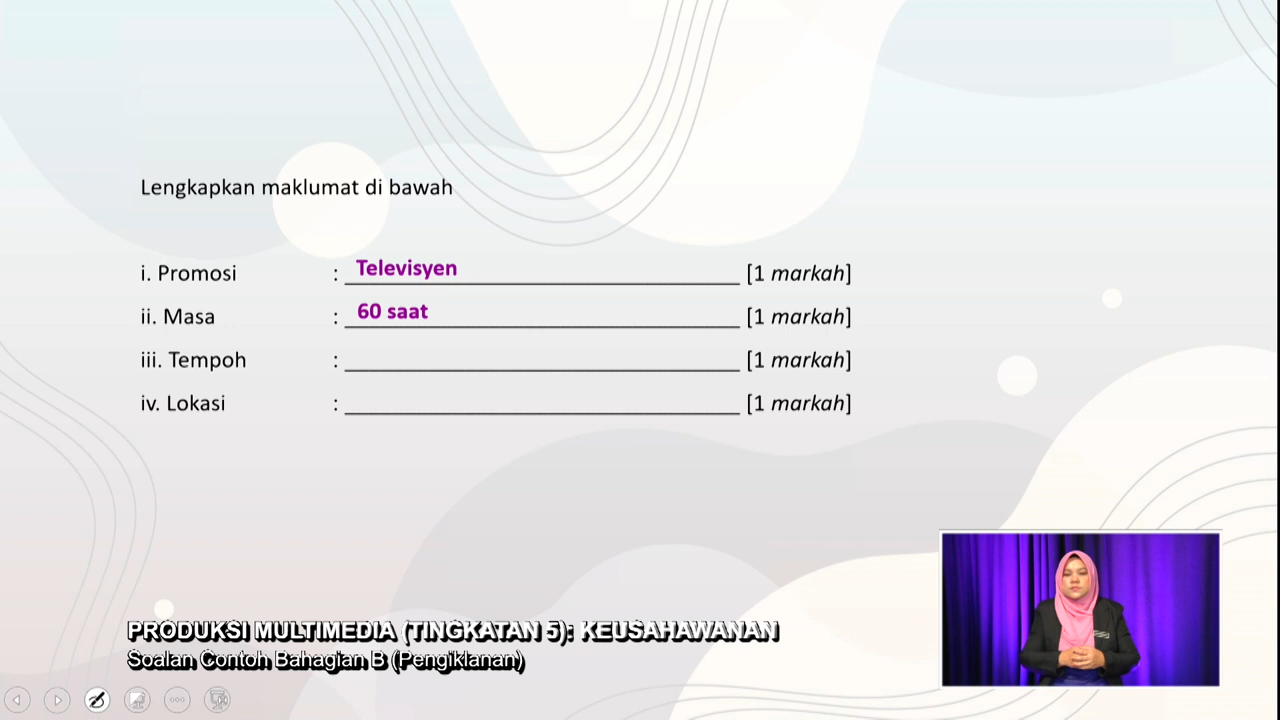 Lengkapkan maklumat di bawah
i. Promosi : Televisyen [1 markah]
ii. Masa : 60 saat [1 markah]
iii. Tempoh : [1 markah]
iv. Lokasi : [1 markah]
PRODUKSI MULTIMEDIA (TINGKATAN 5): KEUSAHAWANAN
Soalan Contoh Bahagian B (Pengiklanan)